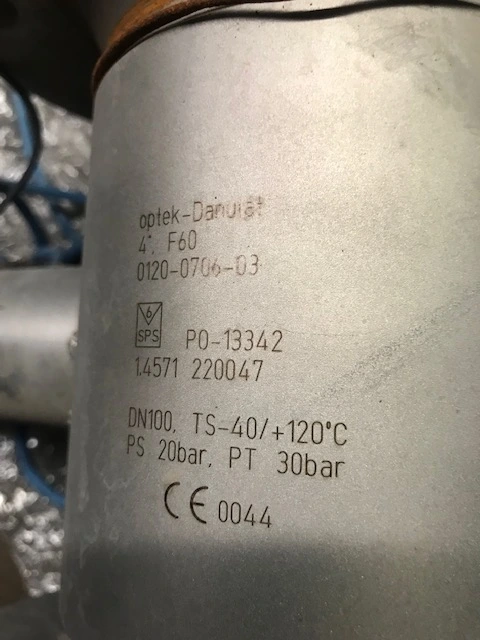 optek-Danulat
4", F60
0120-0706-03
6
SPS
PO-13342
1.4571 220047
DN100, TS-40/+120°C
PS 20bar, PT 30bar
CE 0044